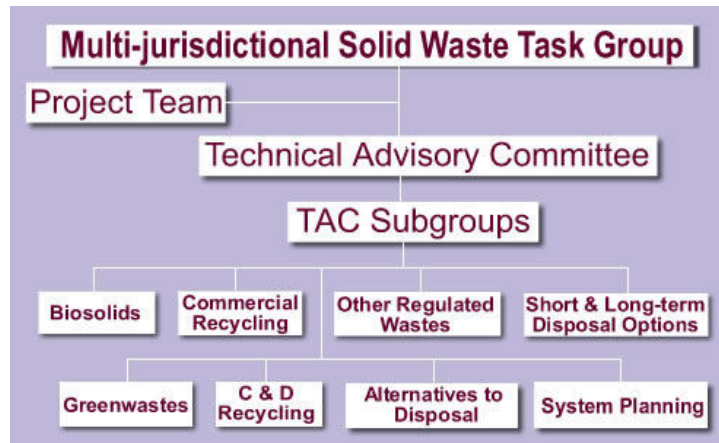 Multi-jurisdictional Solid Waste Task Group
Project Team
Technical Advisory Committee
TAC Subgroups
Biosolids
Commercial
Recycling
Other Regulated
Wastes
Short & Long-term
Disposal Options
Greenwastes
C & D
Recycling
Alternatives to
Disposal
System Planning